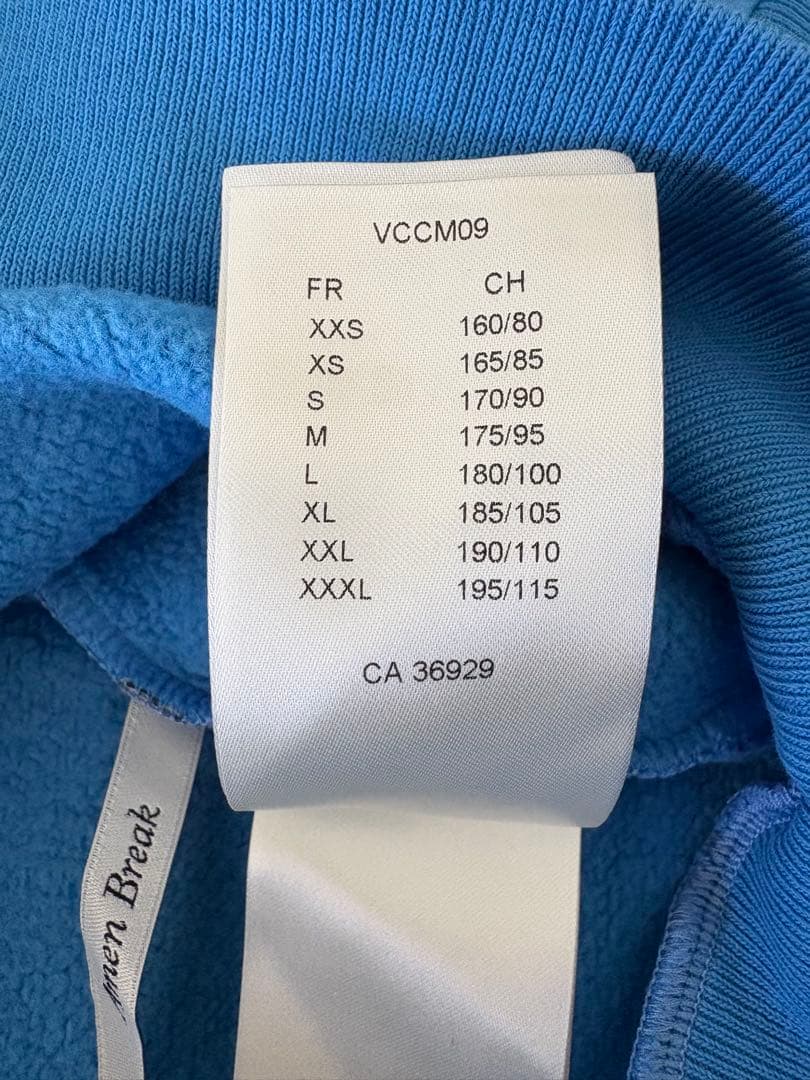 VCCM09
FR CH
XXS 160/80
XS 165/85
S 170/90
M 175/95
L 180/100
XL 185/105
XXL 190/110
XXXL 195/115
CA 36929
Break